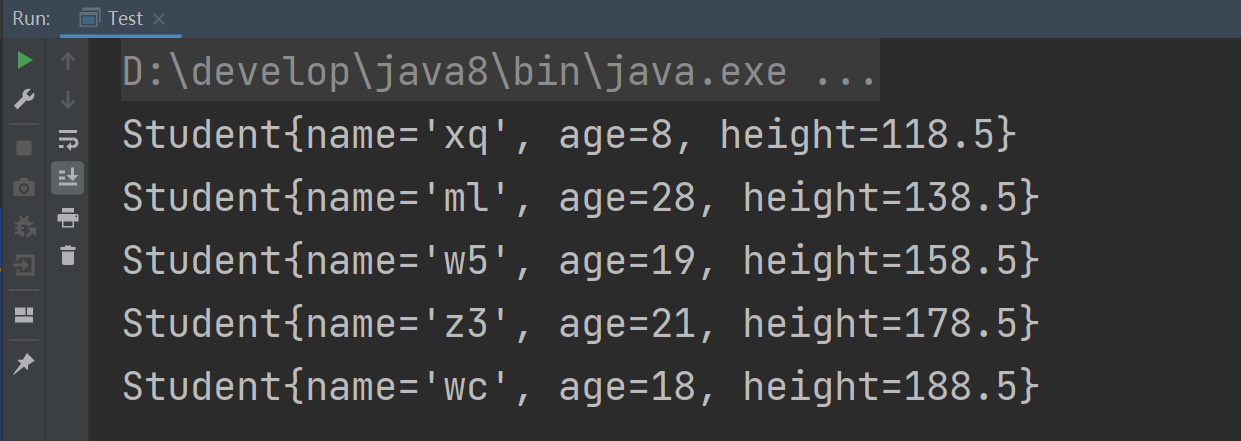 Run: Test
D:\develop\java8\bin\java.exe ...
Student{name='xq', age=8, height=118.5}
Student{name='ml', age=28, height=138.5}
Student{name='w5', age=19, height=158.5}
Student{name='z3', age=21, height=178.5}
Student{name='wc', age=18, height=188.5}